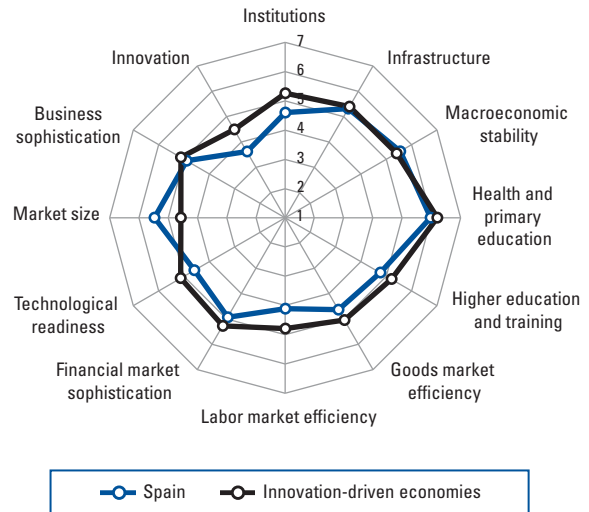 Institutions
7
6
5
4
3
2
1
Infrastructure
Macroeconomic
stability
Health and
primary
education
Higher education
and training
Goods market
efficiency
Labor market efficiency
Financial market
sophistication
Technological
readiness
Market size
Business
sophistication
Innovation
Spain
Innovation-driven economies